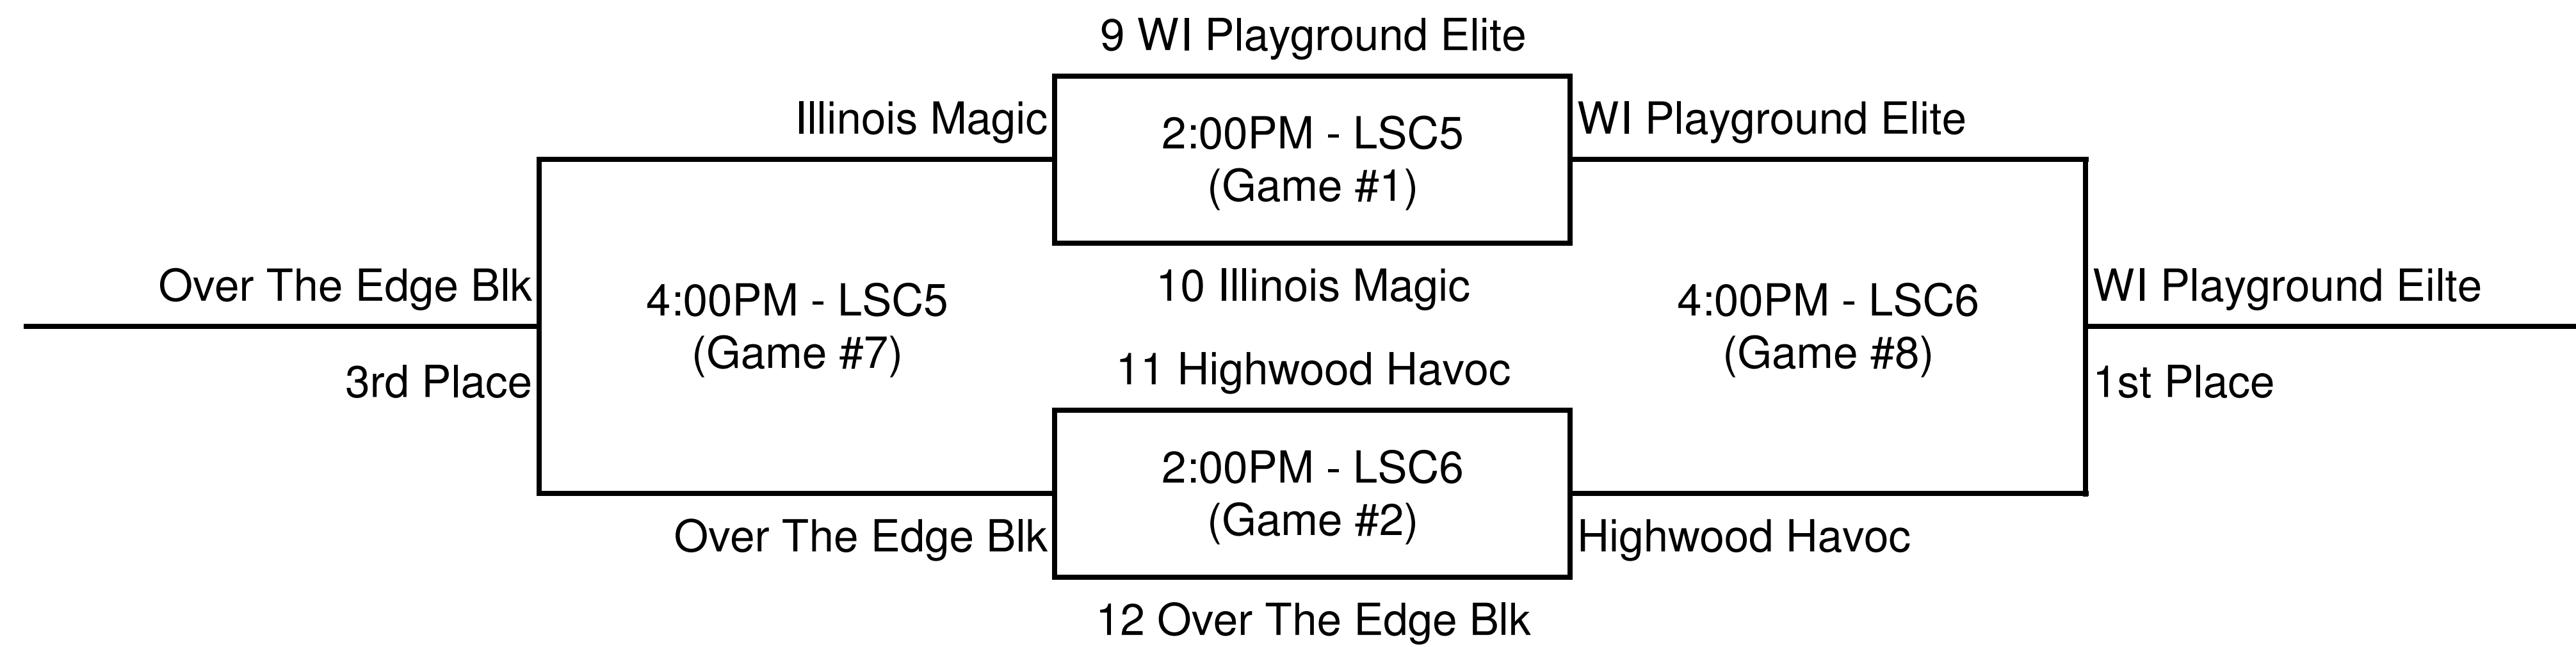 9 WI Playground Elite
Illinois Magic
2:00PM - LSC5
(Game #1)
WI Playground Elite
Over The Edge Blk
3rd Place
4:00PM - LSC5
(Game #7)
10 Illinois Magic
11 Highwood Havoc
4:00PM - LSC6
(Game #8)
WI Playground Eilte
1st Place
Over The Edge Blk
2:00PM - LSC6
(Game #2)
Highwood Havoc
12 Over The Edge Blk